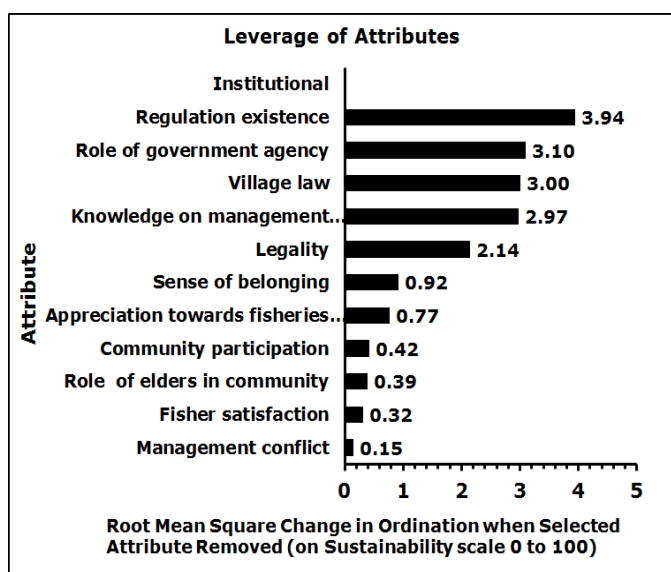 Leverage of Attributes
Institutional
Regulation existence 3.94
Role of government agency 3.10
Village law 3.00
Knowledge on management... 2.97
Legality 2.14
Sense of belonging 0.92
Appreciation towards fisheries... 0.77
Community participation 0.42
Role of elders in community 0.39
Fisher satisfaction 0.32
Management conflict 0.15
Attribute
0 1 2 3 4 5
Root Mean Square Change in Ordination when Selected
Attribute Removed (on Sustainability scale 0 to 100)